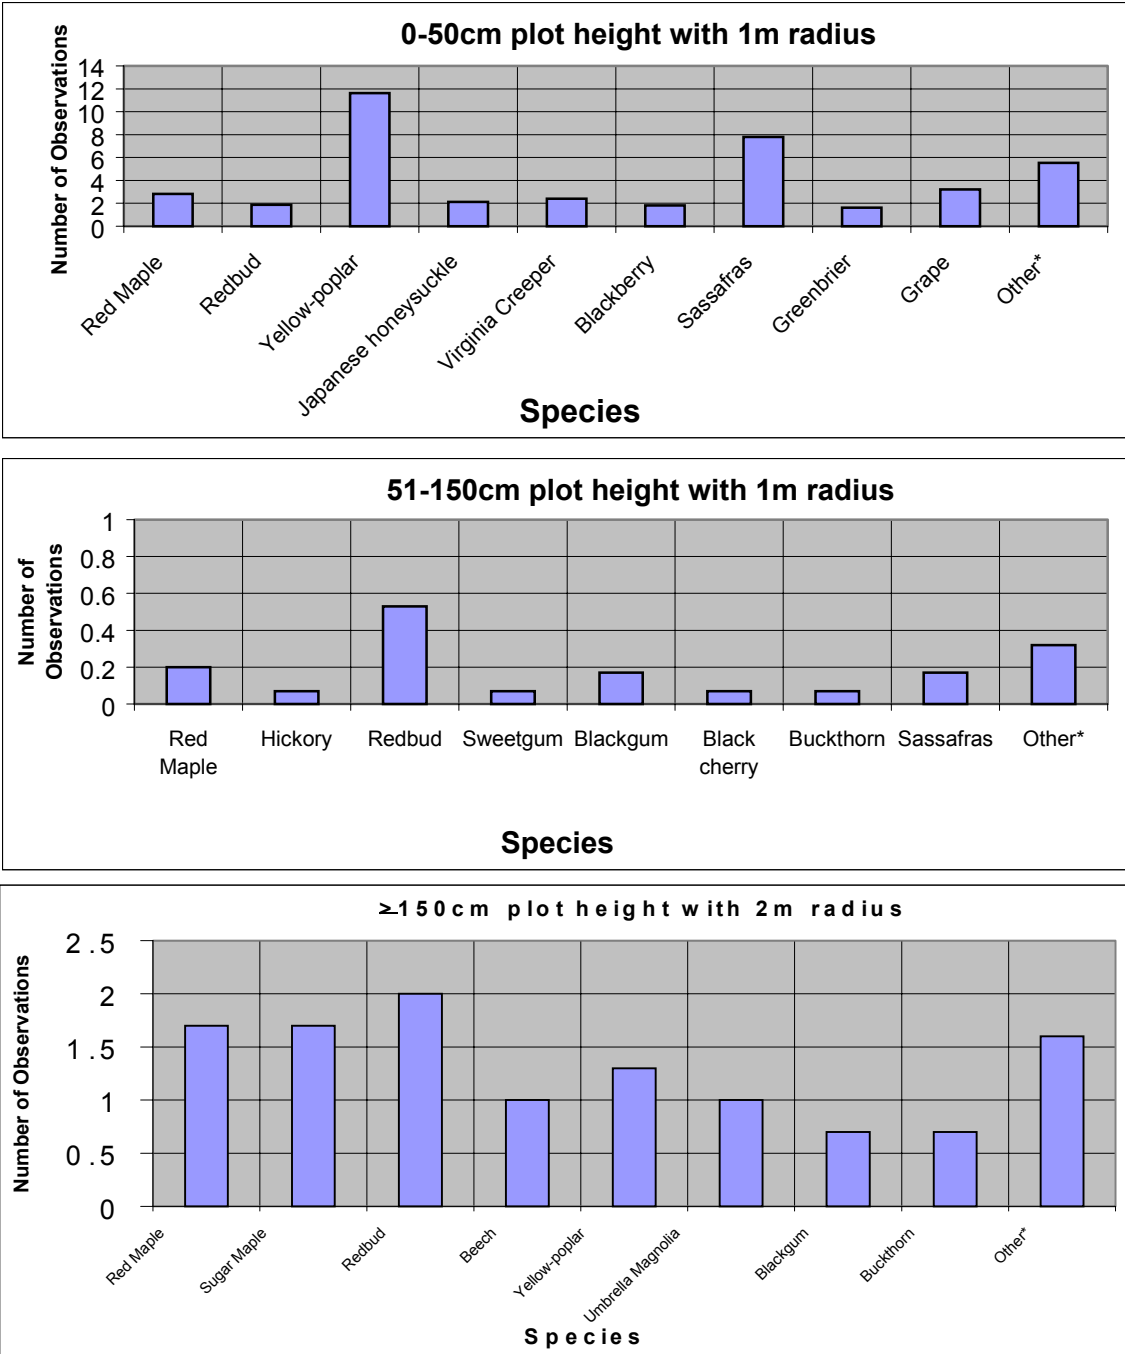 0-50cm plot height with 1m radius
Number of Observations
14
12
10
8
6
4
2
0
Red Maple
Redbud
Yellow-poplar
Japanese honeysuckle
Virginia Creeper
Blackberry
Sassafras
Greenbrier
Grape
Other*
Species
51-150cm plot height with 1m radius
Number of
Observations
1
0.8
0.6
0.4
0.2
0
Red
Maple
Hickory
Redbud
Sweetgum
Blackgum
Black
cherry
Buckthorn
Sassafras
Other*
Species
≥150cm plot height with 2m radius
Number of Observations
2.5
2
1.5
1
0.5
0
Red Maple
Sugar Maple
Redbud
Beech
Yellow-poplar
Umbrella Magnolia
Blackgum
Buckthorn
Other*
Species